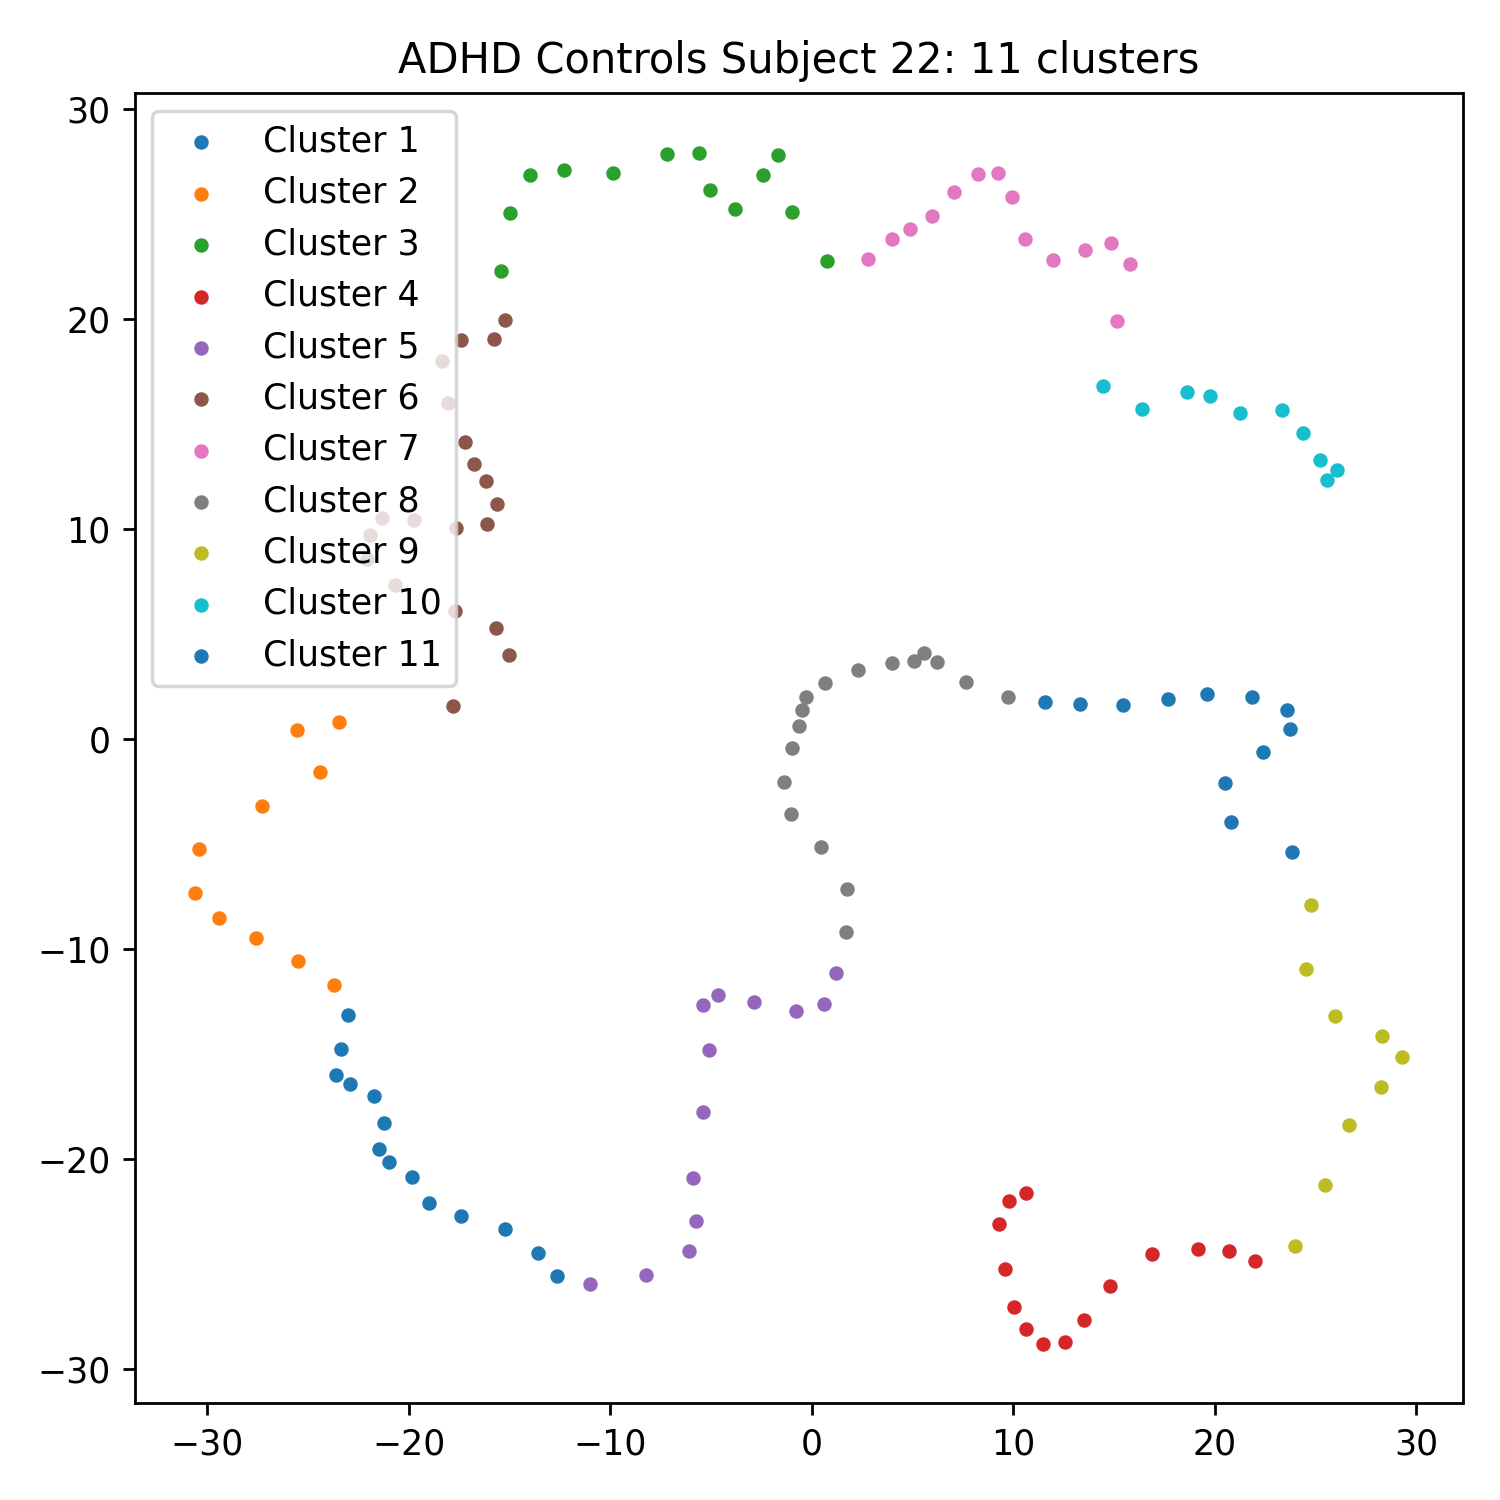 ADHD Controls Subject 22: 11 clusters
30
20
10
0
−10
−20
−30
Cluster 1
Cluster 2
Cluster 3
Cluster 4
Cluster 5
Cluster 6
Cluster 7
Cluster 8
Cluster 9
Cluster 10
Cluster 11
−30 −20 −10 0 10 20 30